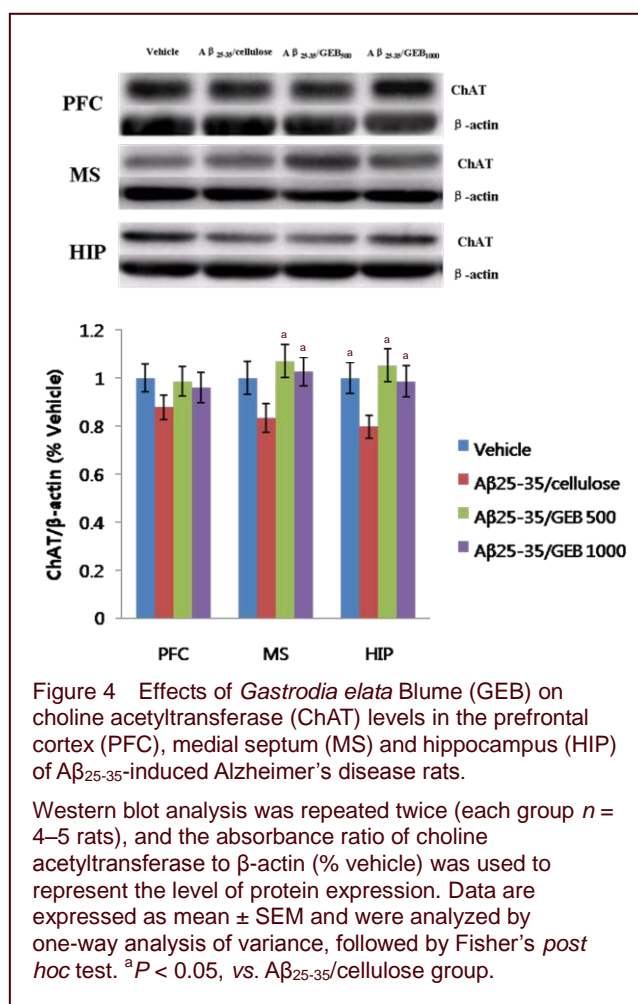 Vehicle Aβ 25-35/cellulose Aβ 25-35/GEB500 Aβ 25-35/GEB1000
PFC
ChAT
β-actin
MS
ChAT
β-actin
HIP
ChAT
β-actin
ChAT/β-actin (% Vehicle)
1.2
1
0.8
0.6
0.4
0.2
0
a
a
a
a
a
PFC MS HIP
Vehicle
Aβ25-35/cellulose
Aβ25-35/GEB 500
Aβ25-35/GEB 1000
Figure 4 Effects of Gastrodia elata Blume (GEB) on
choline acetyltransferase (ChAT) levels in the prefrontal
cortex (PFC), medial septum (MS) and hippocampus (HIP)
of Aβ25-35-induced Alzheimer's disease rats.
Western blot analysis was repeated twice (each group n =
4–5 rats), and the absorbance ratio of choline
acetyltransferase to β-actin (% vehicle) was used to
represent the level of protein expression. Data are
expressed as mean ± SEM and were analyzed by
one-way analysis of variance, followed by Fisher's post
hoc test. aP < 0.05, vs. Aβ25-35/cellulose group.